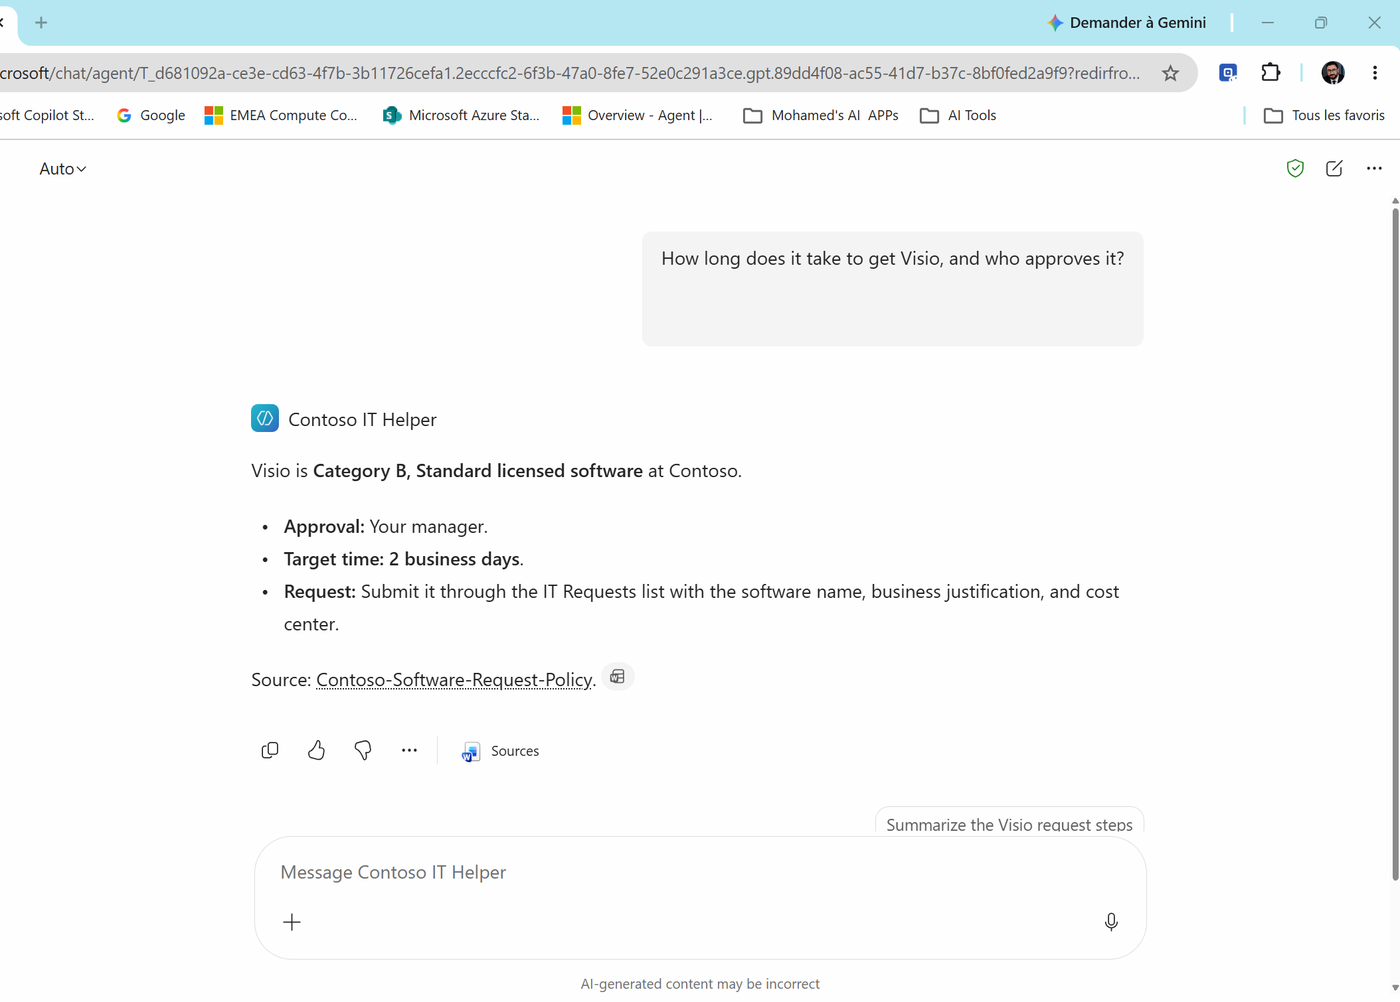 Demander à Gemini
crosoft/chat/agent/T_d681092a-ce3e-cd63-4f7b-3b11726cefa1.2ecccfc2-6f3b-47a0-8fe7-52e0c291a3ce.gpt.89dd4f08-ac55-41d7-b37c-8bf0fed2a9f9?redirfro...
soft Copilot St... Google EMEA Compute Co... Microsoft Azure Sta... Overview - Agent |... Mohamed's AI APPs AI Tools Tous les favoris
Auto
How long does it take to get Visio, and who approves it?
Contoso IT Helper
Visio is Category B, Standard licensed software at Contoso.
• Approval: Your manager.
• Target time: 2 business days.
• Request: Submit it through the IT Requests list with the software name, business justification, and cost
center.
Source: Contoso-Software-Request-Policy.
Sources
Summarize the Visio request steps
Message Contoso IT Helper
AI-generated content may be incorrect